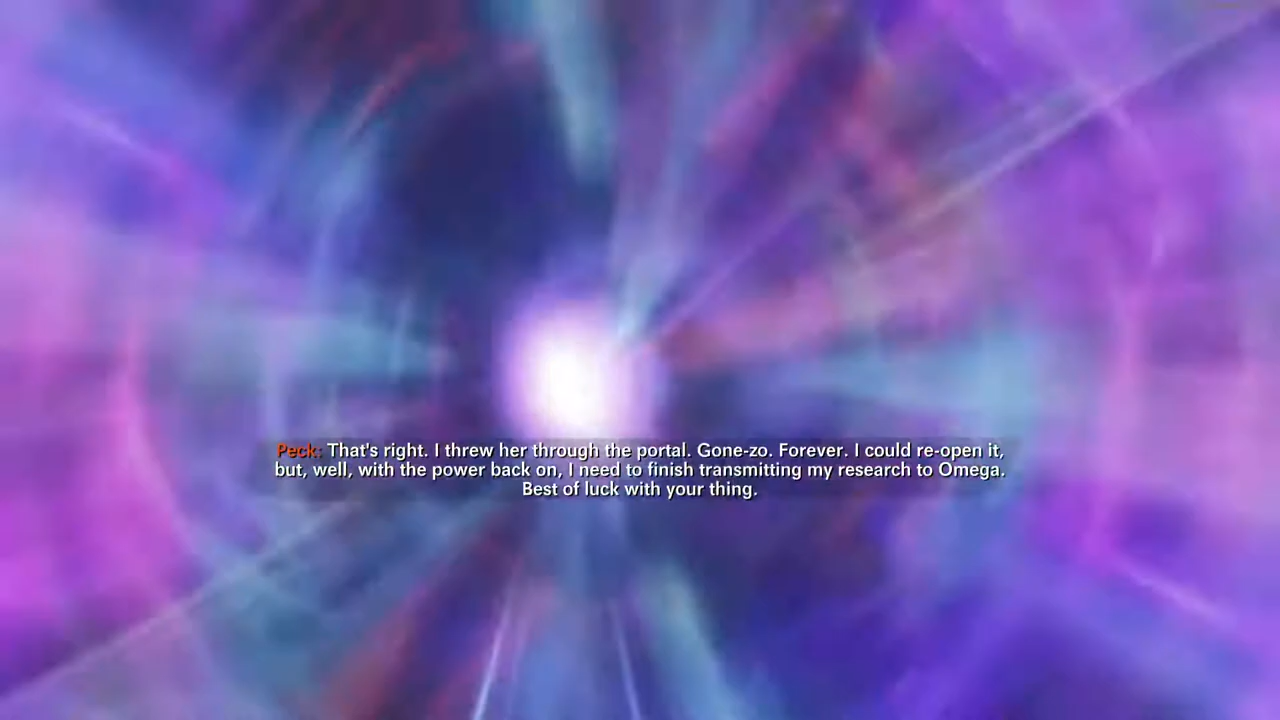 Peck: That's right. I threw her through the portal. Gone-zo. Forever. I could re-open it,
but, well, with the power back on, I need to finish transmitting my research to Omega.
Best of luck with your thing.